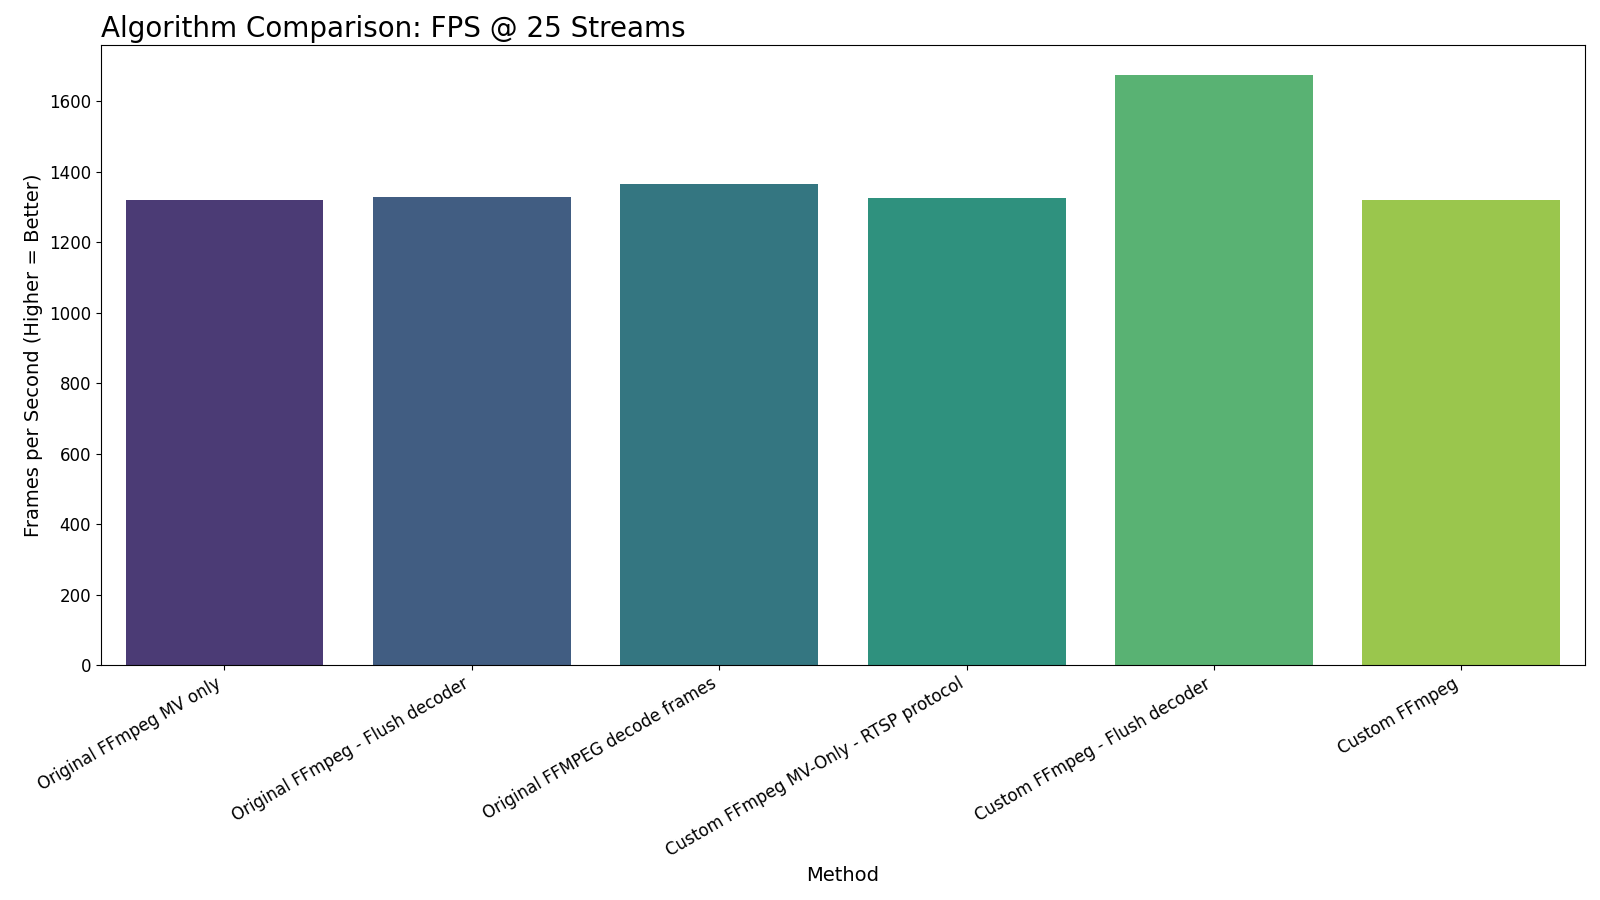 Algorithm Comparison: FPS @ 25 Streams
Frames per Second (Higher = Better)
1600
1400
1200
1000
800
600
400
200
0
Original FFmpeg MV only
Original FFmpeg - Flush decoder
Original FFMPEG decode frames
Custom FFmpeg MV-Only - RTSP protocol
Custom FFmpeg - Flush decoder
Custom FFmpeg
Method